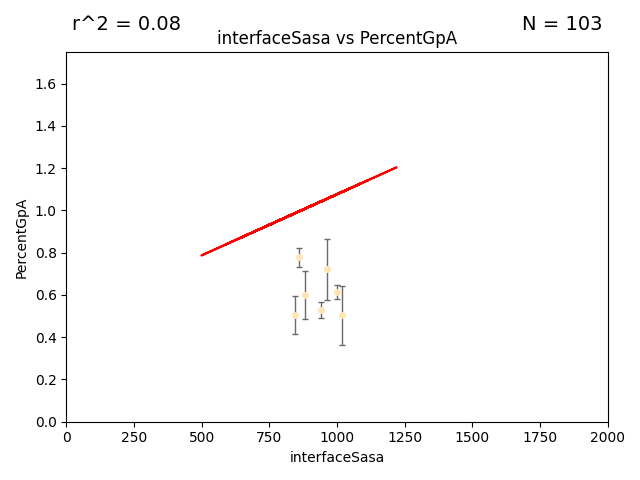 r^2 = 0.08
N = 103
interfaceSasa vs PercentGpA
PercentGpA
1.6
1.4
1.2
1.0
0.8
0.6
0.4
0.2
0.0
0 250 500 750 1000 1250 1500 1750 2000
interfaceSasa